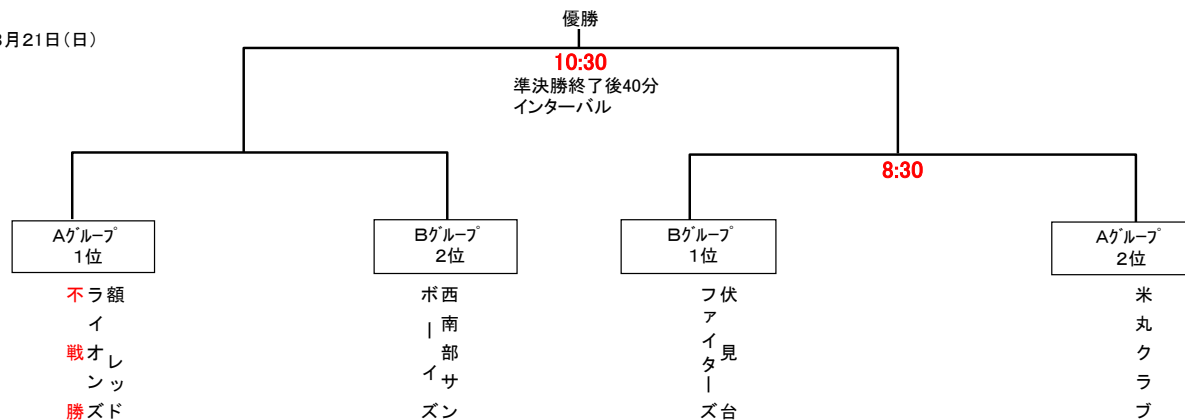 優勝
月21日(日)
10:30
準決勝終了後40分
インターバル
8:30
Aグループ
1位
Bグループ
2位
Bグループ
1位
Aグループ
2位
額レッド
ライオンズ
不戦勝
西南部サン
ボーイズ
伏見台
ファイターズ
米丸クラブ